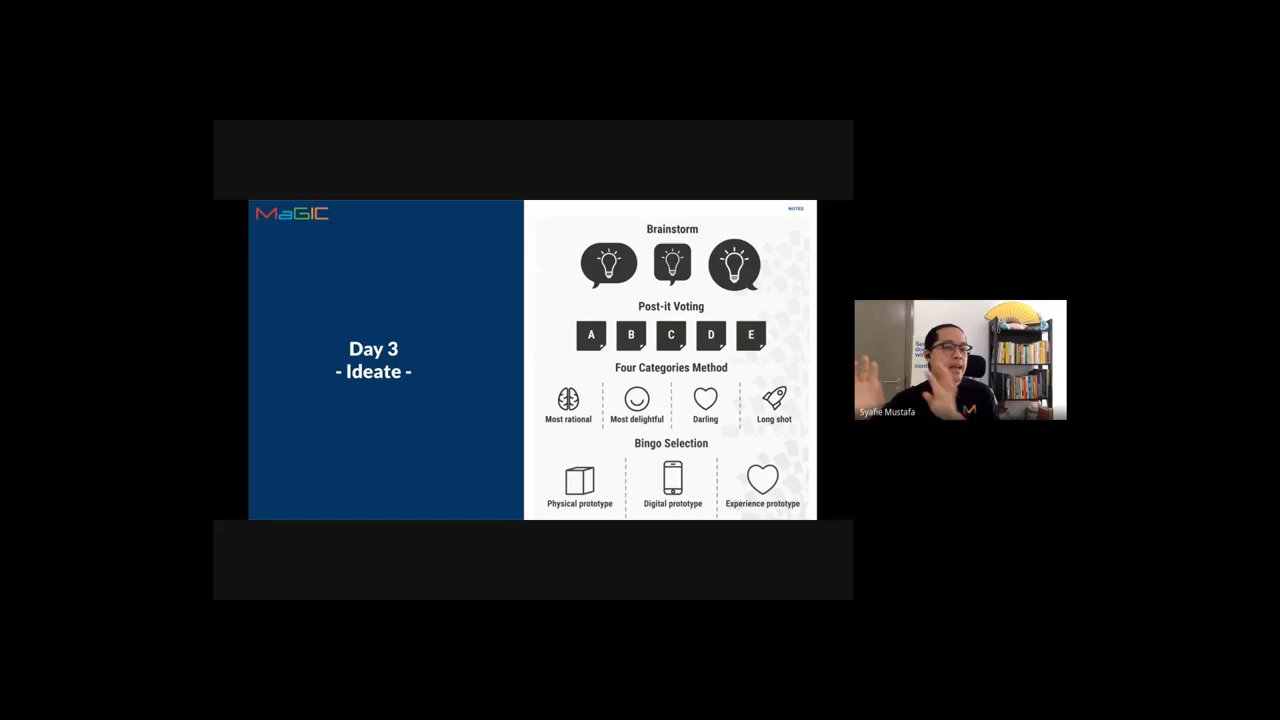 MaGIC
NOTES
Day 3
- Ideate -
Brainstorm
Post-it Voting
A B C D E
Four Categories Method
Most rational Most delightful Darling Long shot
Bingo Selection
Physical prototype Digital prototype Experience prototype
Syafie Mustafa